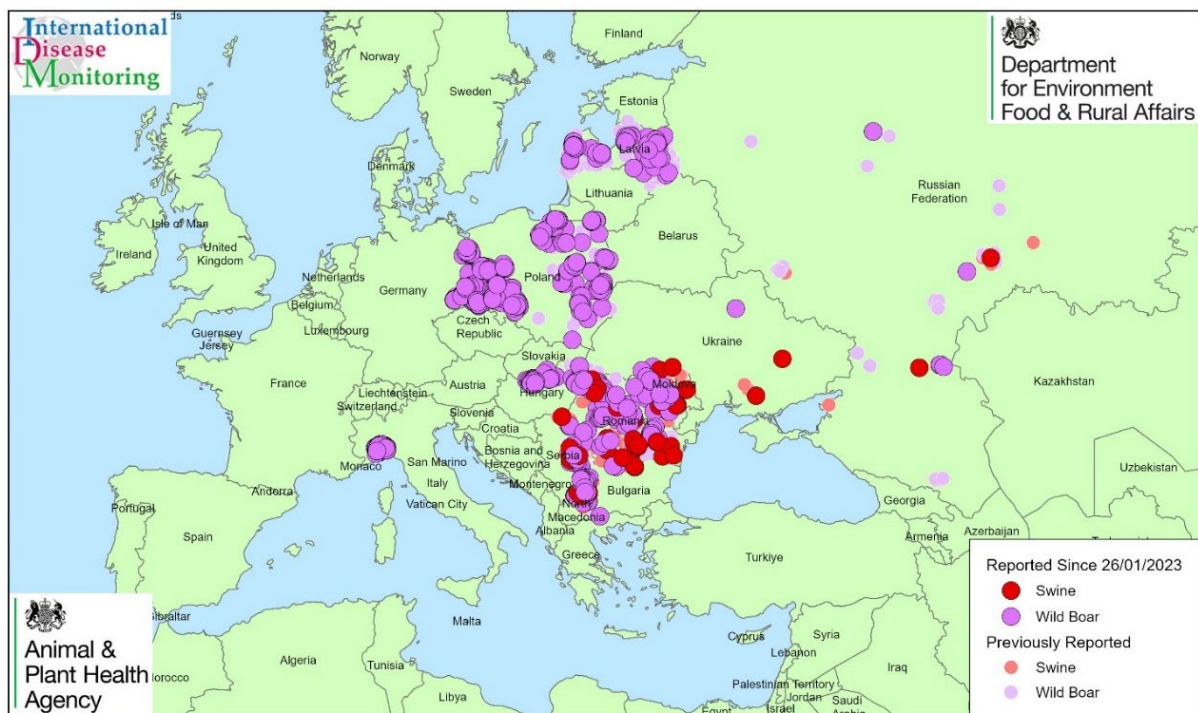 International
Disease
Monitoring
Department
for Environment
Food & Rural Affairs
Finland
Norway
Sweden
Estonia
Latvia
Denmark
Lithuania
Russian
Federation
Isle of Man
Ireland
United
Kingdom
Belarus
Netherlands
Germany
Poland
Belgium
Luxembourg
Czech
Republic
Guernsey
Jersey
Ukraine
Slovakia
France
Liechtenstein
Austria
Hungary
Moldova
Kazakhstan
Switzerland
Slovenia
Croatia
Romania
Bosnia and
Herzegovina
Serbia
Monaco
San Marino
Italy
Montenegro
Bulgaria
Uzbekistan
Andorra
Vatican City
North
Macedonia
Georgia
Portugal
Spain
Albania
Armenia
Azerbaijan
Greece
Turkiye
Gibraltar
Malta
Cyprus
Syria
Lebanon
Iraq
Algeria
Tunisia
Morocco
Palestinian Territory
Jordan
Israel
Libya
Egypt
Saudi
Reported Since 26/01/2023
Swine
Wild Boar
Previously Reported
Swine
Wild Boar
Animal &
Plant Health
Agency